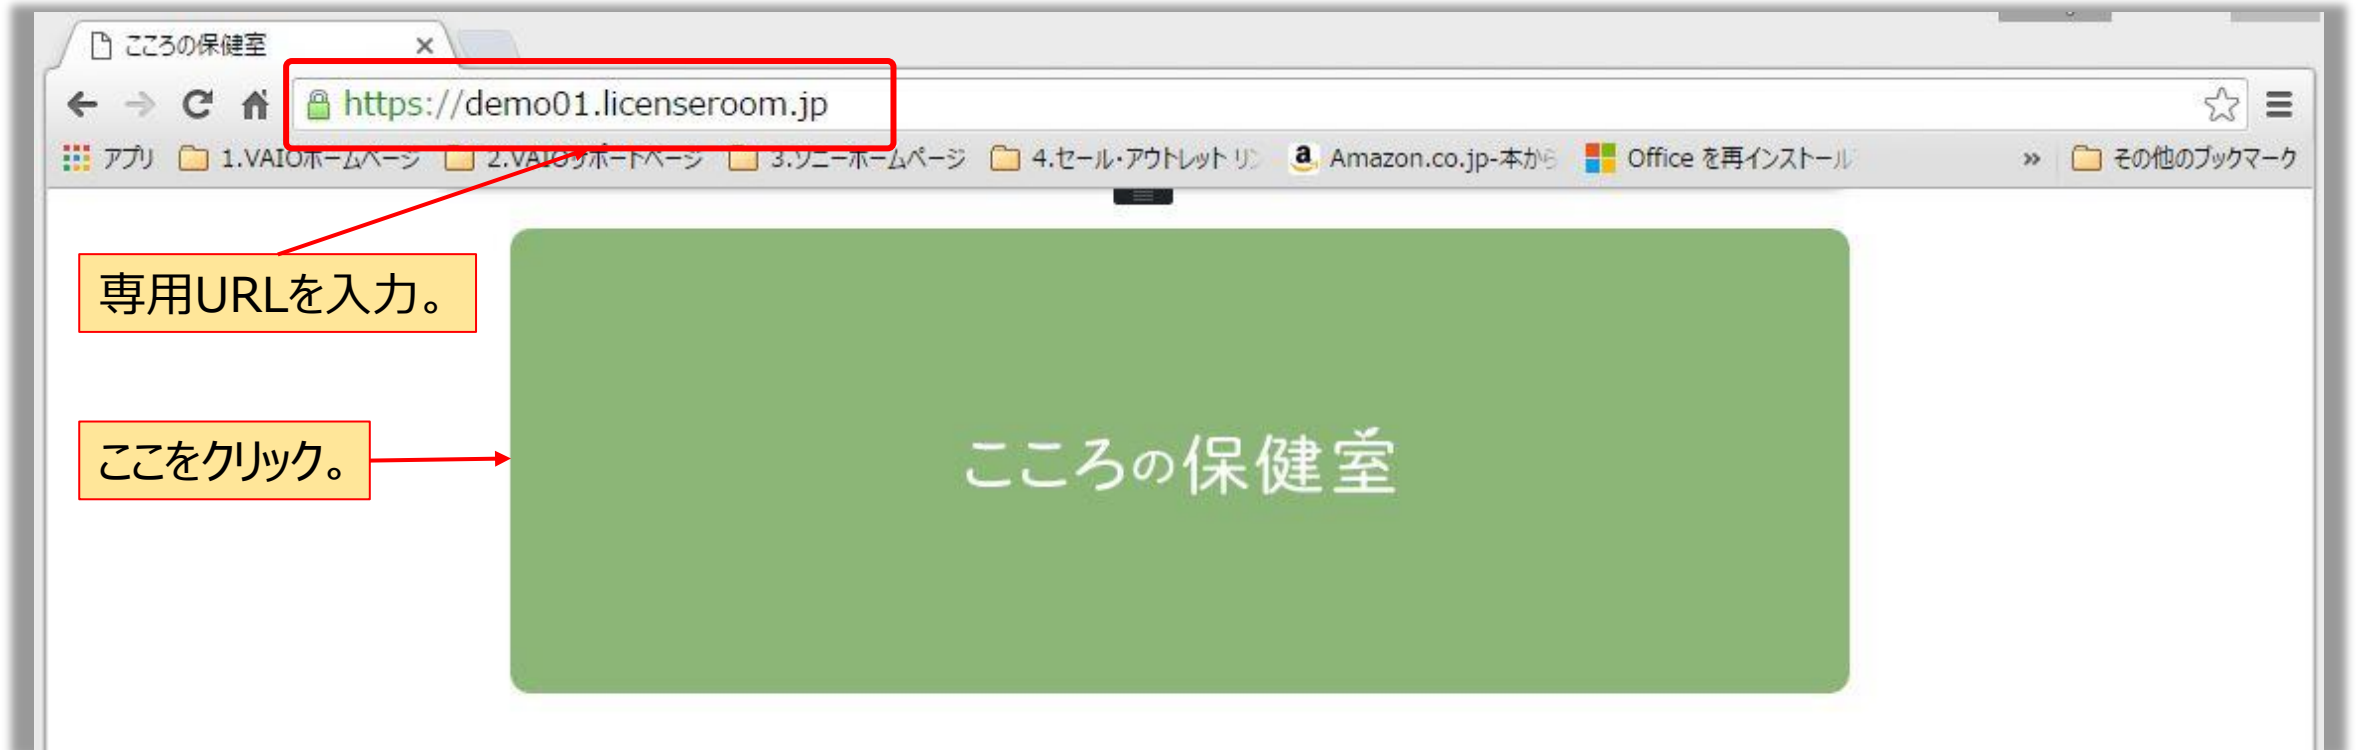 こころの保健室
https://demo01.licenseroom.jp
アプリ 1.VAIOホームページ 2.VAIOサポートページ 3.ソニーホームページ 4.セール・アウトレット リン Amazon.co.jp-本から Office を再インストール » その他のブックマーク
専用URLを入力。
ここをクリック。
こころの保健室